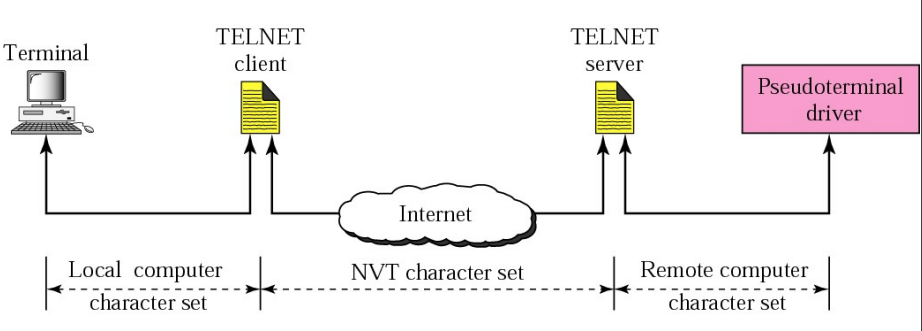 Terminal
TELNET
client
TELNET
server
Pseudoterminal
driver
Internet
Local computer
character set
NVT character set
Remote computer
character set